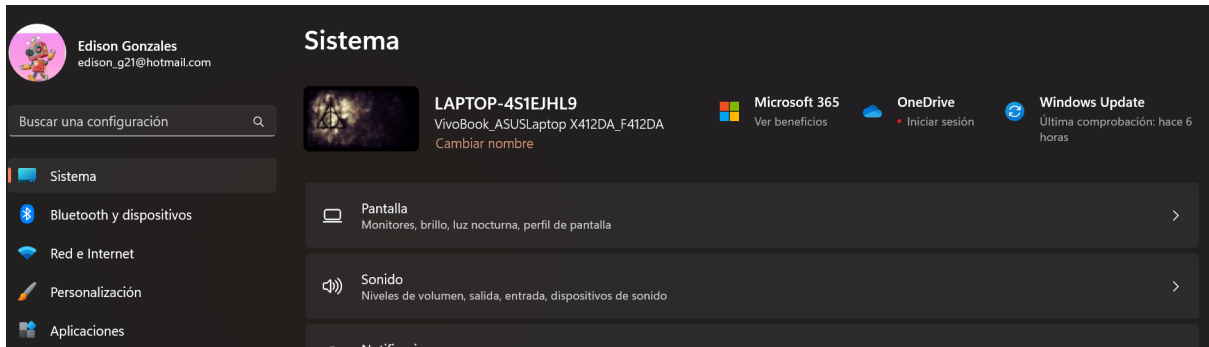 Edison Gonzales
edison_g21@hotmail.com
Buscar una configuración
Sistema
Bluetooth y dispositivos
Red e Internet
Personalización
Aplicaciones
Sistema
LAPTOP-4S1EJHL9
VivoBook_ASUSLaptop X412DA_F412DA
Cambiar nombre
Microsoft 365
Ver beneficios
OneDrive
Iniciar sesión
Windows Update
Última comprobación: hace 6
horas
Pantalla
Monitores, brillo, luz nocturna, perfil de pantalla
Sonido
Niveles de volumen, salida, entrada, dispositivos de sonido